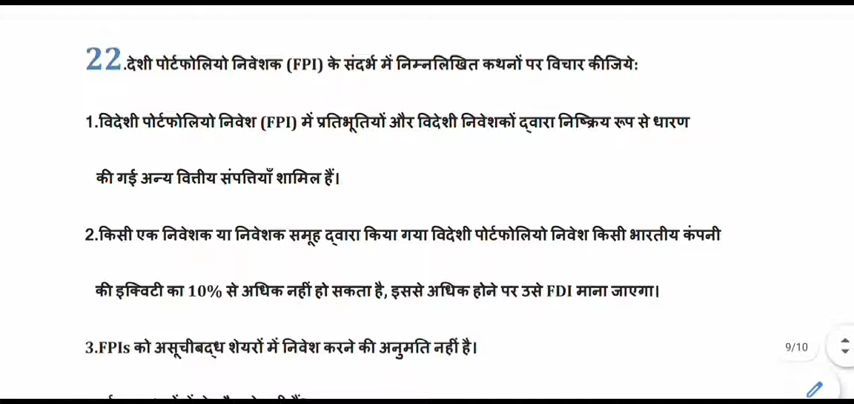 22.देशी पोर्टफोलियो निवेशक (FPI) के संदर्भ में निम्नलिखित कथनों पर विचार कीजिये:
1.विदेशी पोर्टफोलियो निवेश (FPI) में प्रतिभूतियों और विदेशी निवेशकों द्वारा निष्क्रिय रूप से धारण
की गई अन्य वित्तीय संपत्तियाँ शामिल हैं।
2.किसी एक निवेशक या निवेशक समूह द्वारा किया गया विदेशी पोर्टफोलियो निवेश किसी भारतीय कंपनी
की इक्विटी का 10% से अधिक नहीं हो सकता है, इससे अधिक होने पर उसे FDI माना जाएगा।
3.FPIs को असूचीबद्ध शेयरों में निवेश करने की अनुमति नहीं है।
9/10